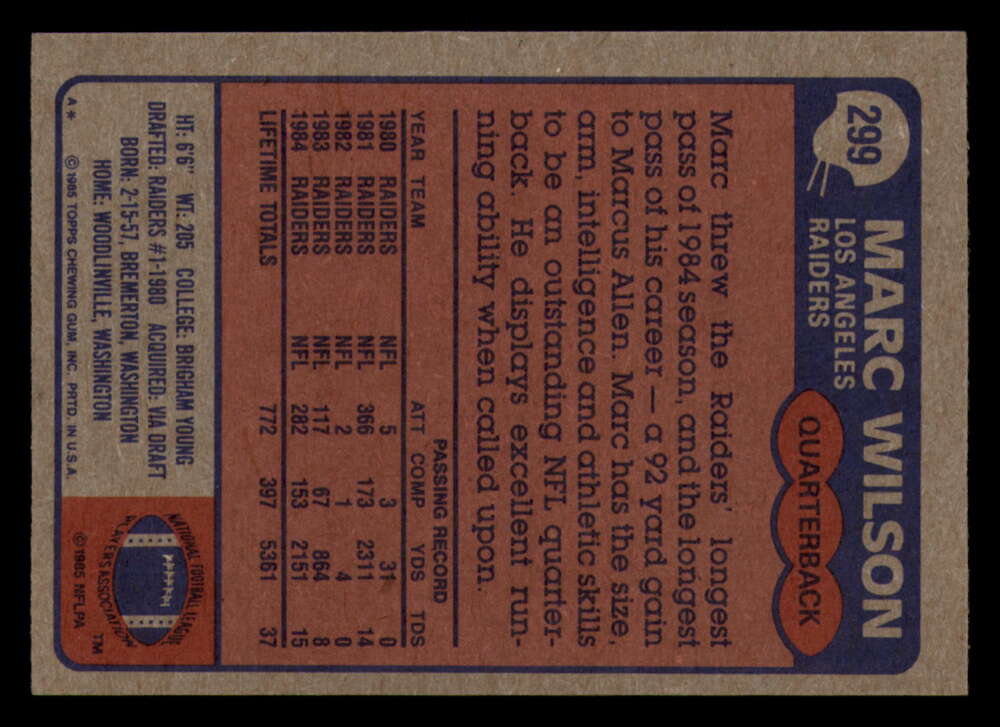 299
MARC WILSON
LOS ANGELES
RAIDERS
QUARTERBACK
Marc threw the Raiders' longest
pass of 1984 season, and the longest
pass of his career — a 92 yard gain
to Marcus Allen. Marc has the size,
arm, intelligence and athletic skills
to be an outstanding NFL quarter-
back. He displays excellent run-
ning ability when called upon.
PASSING RECORD
YEAR TEAM ATT COMP YDS TDS
1980 RAIDERS NFL 5 3 31 0
1981 RAIDERS NFL 366 173 2311 14
1982 RAIDERS NFL 2 1 4 0
1983 RAIDERS NFL 117 67 864 8
1984 RAIDERS NFL 282 153 2151 15
LIFETIME TOTALS 772 397 5361 37
HT: 6'6" WT: 205 COLLEGE: BRIGHAM YOUNG
DRAFTED: RAIDERS #1-1980 ACQUIRED: VIA DRAFT
BORN: 2-15-57, BREMERTON, WASHINGTON
HOME: WOODLINVILLE, WASHINGTON
A* © 1985 TOPPS CHEWING GUM, INC. PRTD. IN U.S.A.
NATIONAL FOOTBALL LEAGUE
PLAYERS ASSOCIATION
TM
© 1985 NFLPA